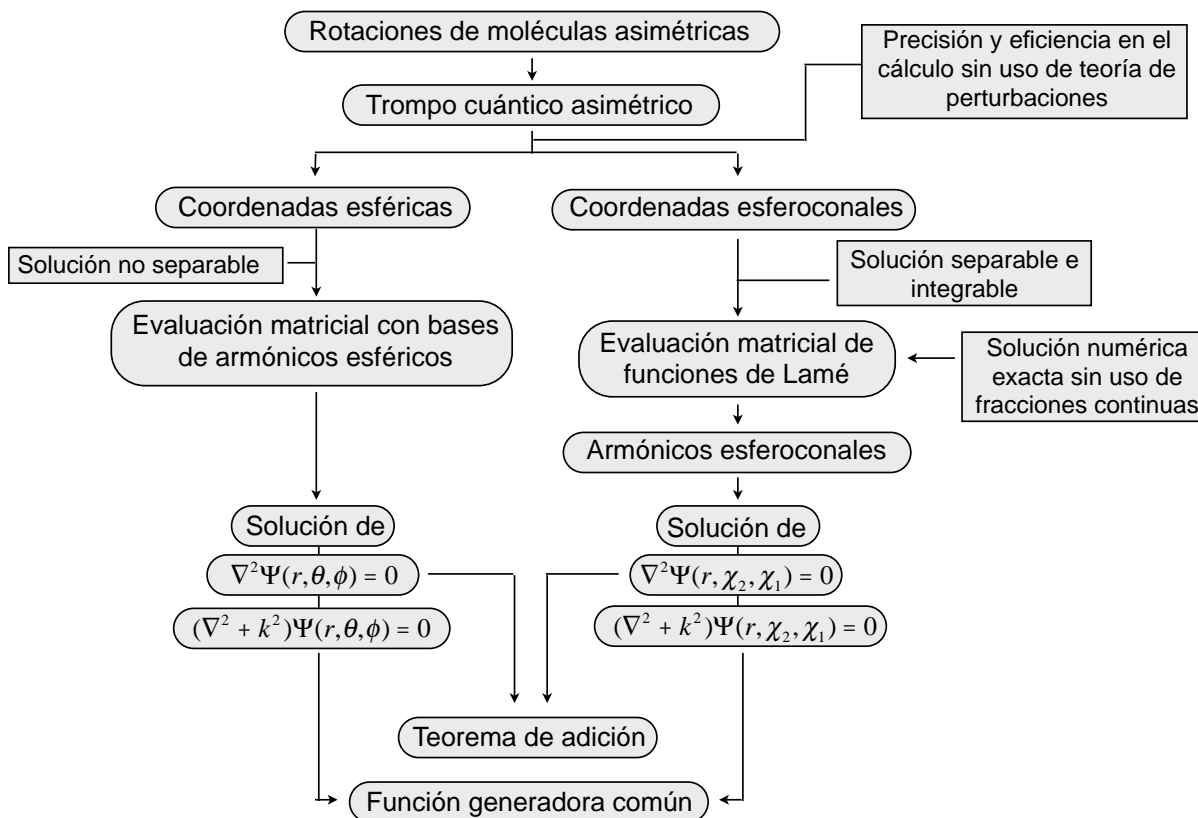 Rotaciones de moléculas asimétricas
Precisión y eficiencia en el
cálculo sin uso de teoría de
perturbaciones
Trompo cuántico asimétrico
Coordenadas esféricas
Coordenadas esferoconales
Solución no separable
Solución separable e
integrable
Evaluación matricial con bases
de armónicos esféricos
Evaluación matricial de
funciones de Lamé
Solución numérica
exacta sin uso de
fracciones continuas
Armónicos esferoconales
Solución de
∇²Ψ(r,θ,ϕ) = 0
(∇² + k²)Ψ(r,θ,ϕ) = 0
Solución de
∇²Ψ(r, χ₂, χ₁) = 0
(∇² + k²)Ψ(r, χ₂, χ₁) = 0
Teorema de adición
Función generadora común